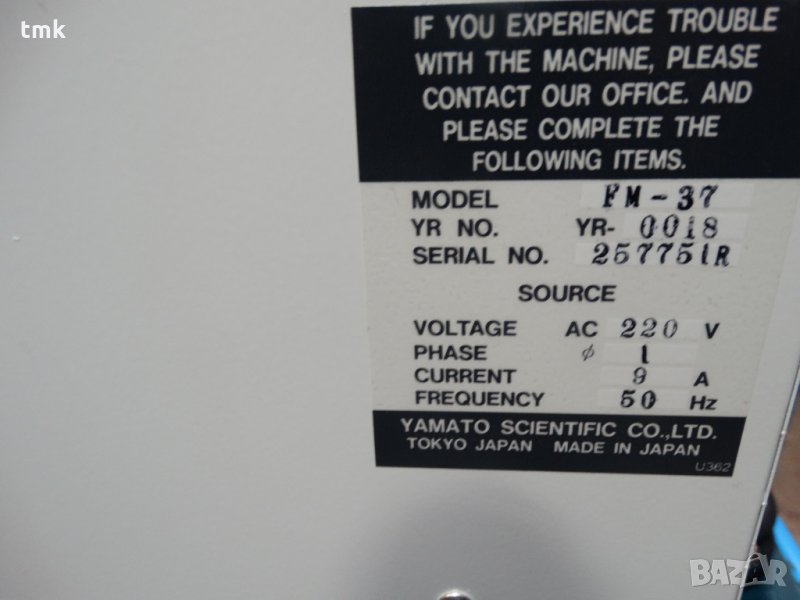 tmk
IF YOU EXPERIENCE TROUBLE
WITH THE MACHINE, PLEASE
CONTACT OUR OFFICE. AND
PLEASE COMPLETE THE
FOLLOWING ITEMS.
MODEL FM-37
YR NO. YR- 0018
SERIAL NO. 257751R
SOURCE
VOLTAGE AC 220 V
PHASE ϕ 1
CURRENT 9 A
FREQUENCY 50 Hz
YAMATO SCIENTIFIC CO.,LTD.
TOKYO JAPAN MADE IN JAPAN
U362
BAZAR